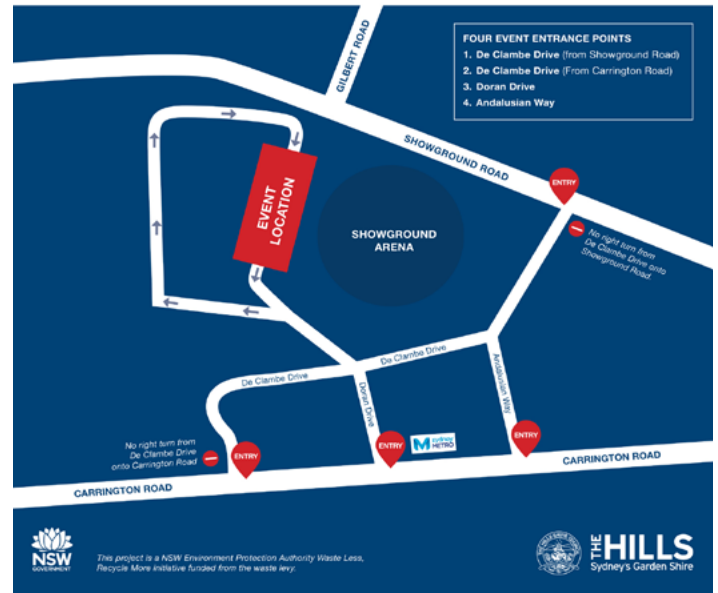 GILBERT ROAD
FOUR EVENT ENTRANCE POINTS
1. De Clambe Drive (from Showground Road)
2. De Clambe Drive (From Carrington Road)
3. Doran Drive
4. Andalusian Way
SHOWGROUND ROAD
ENTRY
EVENT
LOCATION
SHOWGROUND
ARENA
No right turn from
De Clambe Drive onto
Showground Road.
De Clambe Drive
De Clambe Drive
Doran Drive
Andalusian Way
No right turn from
De Clambe Drive
onto Carrington Road
ENTRY
ENTRY
M sydney
METRO
ENTRY
CARRINGTON ROAD
CARRINGTON ROAD
NSW
GOVERNMENT
This project is a NSW Environment Protection Authority Waste Less,
Recycle More initiative funded from the waste levy.
THE HILLS
Sydney's Garden Shire